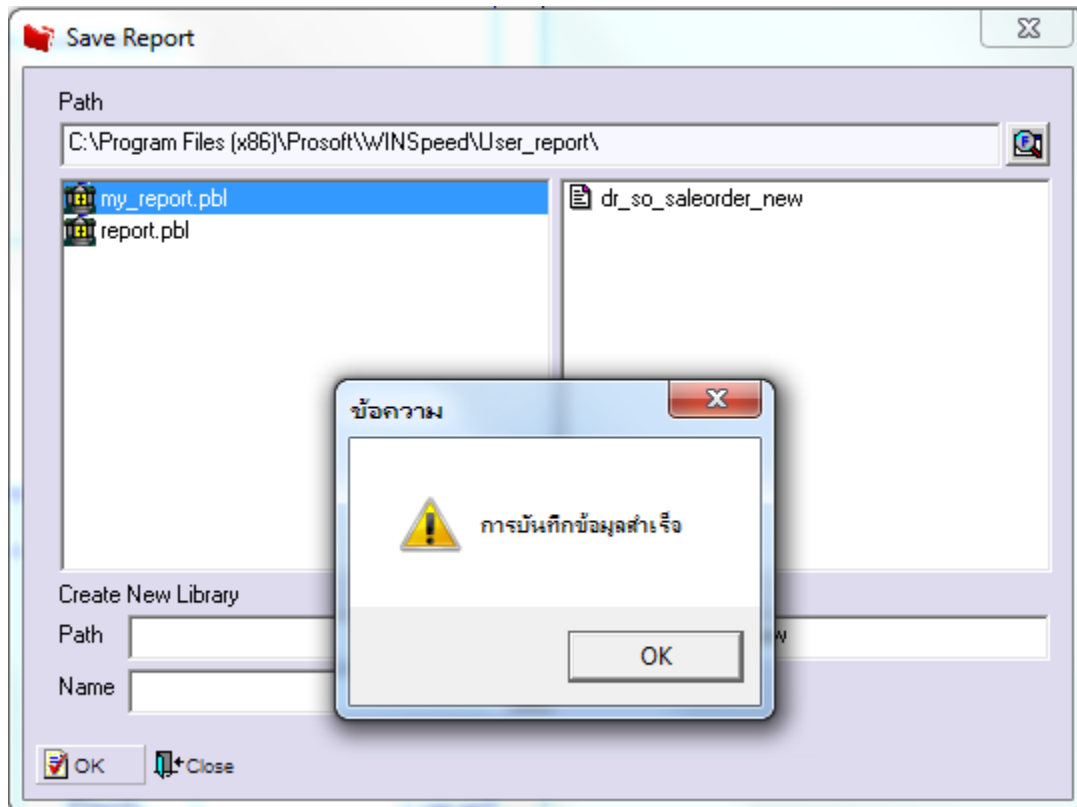 Save Report
Path
C:\Program Files (x86)\Prosoft\WINSpeed\User_report\
my_report.pbl
report.pbl
dr_so_saleorder_new
ข้อความ
การบันทึกข้อมูลสำเร็จ
OK
Create New Library
Path
w
Name
OK
Close